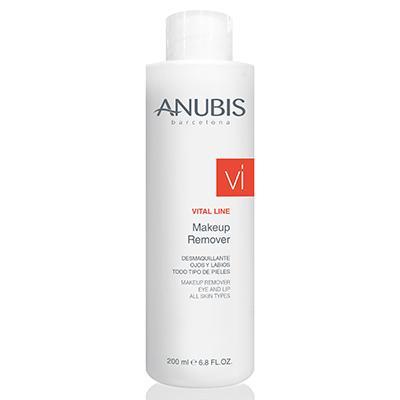 ANUBIS
barcelona
vi
VITAL LINE
Makeup
Remover
DESMAQUILLANTE
OJOS Y LABIOS
TODO TIPO DE PIELES
MAKEUP REMOVER
EYE AND LIP
ALL SKIN TYPES
200 ml ℮ 6.8 FL.OZ.